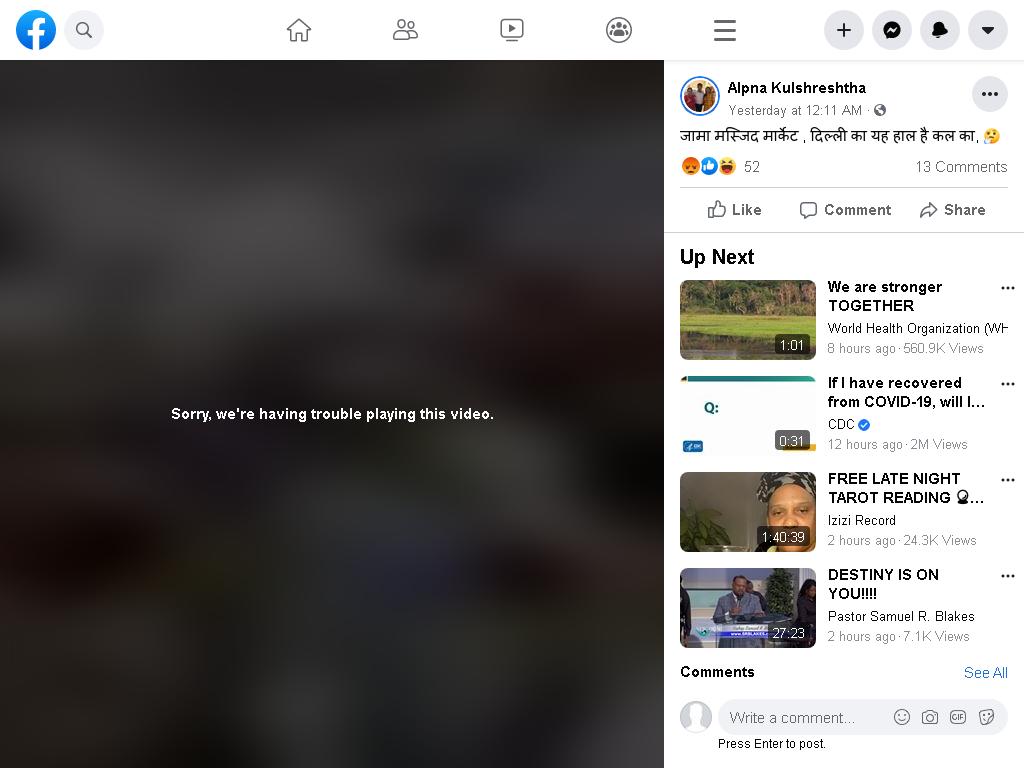 Sorry, we're having trouble playing this video.
Alpna Kulshreshtha
Yesterday at 12:11 AM ·
जामा मस्जिद मार्केट , दिल्ली का यह हाल है कल का, 🤔
52
13 Comments
Like
Comment
Share
Up Next
We are stronger
TOGETHER
World Health Organization (WH
8 hours ago · 560.9K Views
1:01
If I have recovered
from COVID-19, will I...
CDC
12 hours ago · 2M Views
Q:
0:31
FREE LATE NIGHT
TAROT READING 🔮...
Izizi Record
2 hours ago · 24.3K Views
1:40:39
DESTINY IS ON
YOU!!!!
Pastor Samuel R. Blakes
2 hours ago · 7.1K Views
27:23
Comments
See All
Write a comment...
GIF
Press Enter to post.